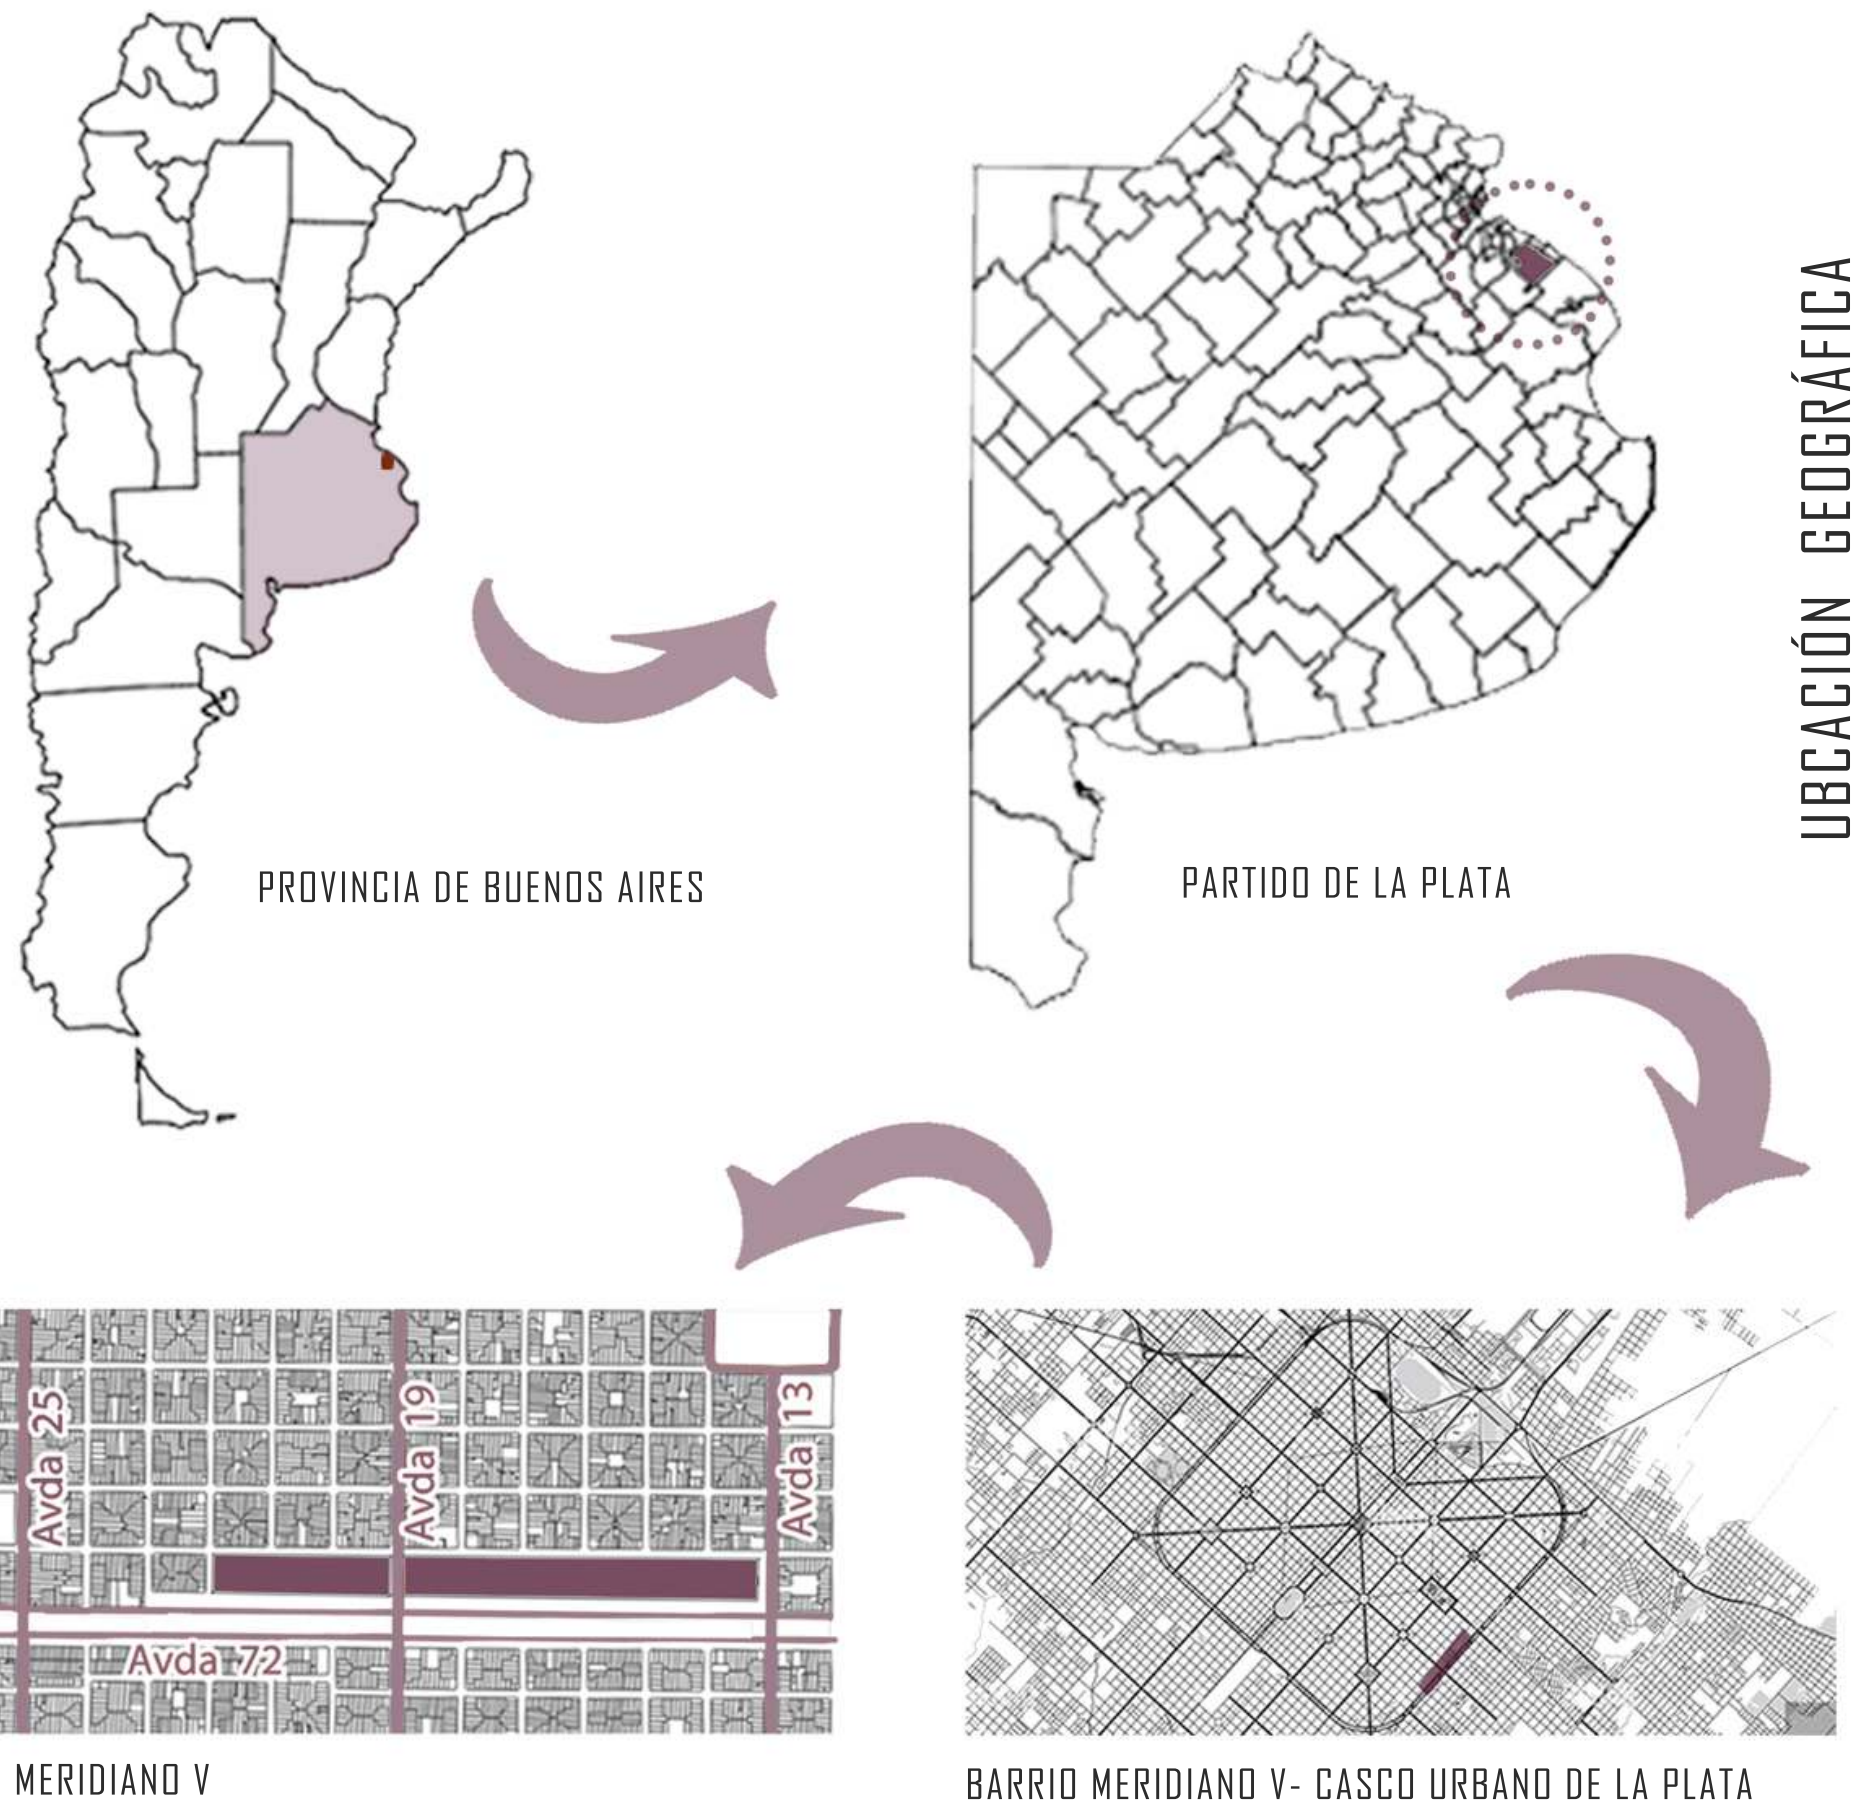 UBCACIÓN GEOGRÁFICA
PROVINCIA DE BUENOS AIRES
PARTIDO DE LA PLATA
Avda 25
Avda 19
Avda 13
Avda 72
MERIDIANO V
BARRIO MERIDIANO V- CASCO URBANO DE LA PLATA